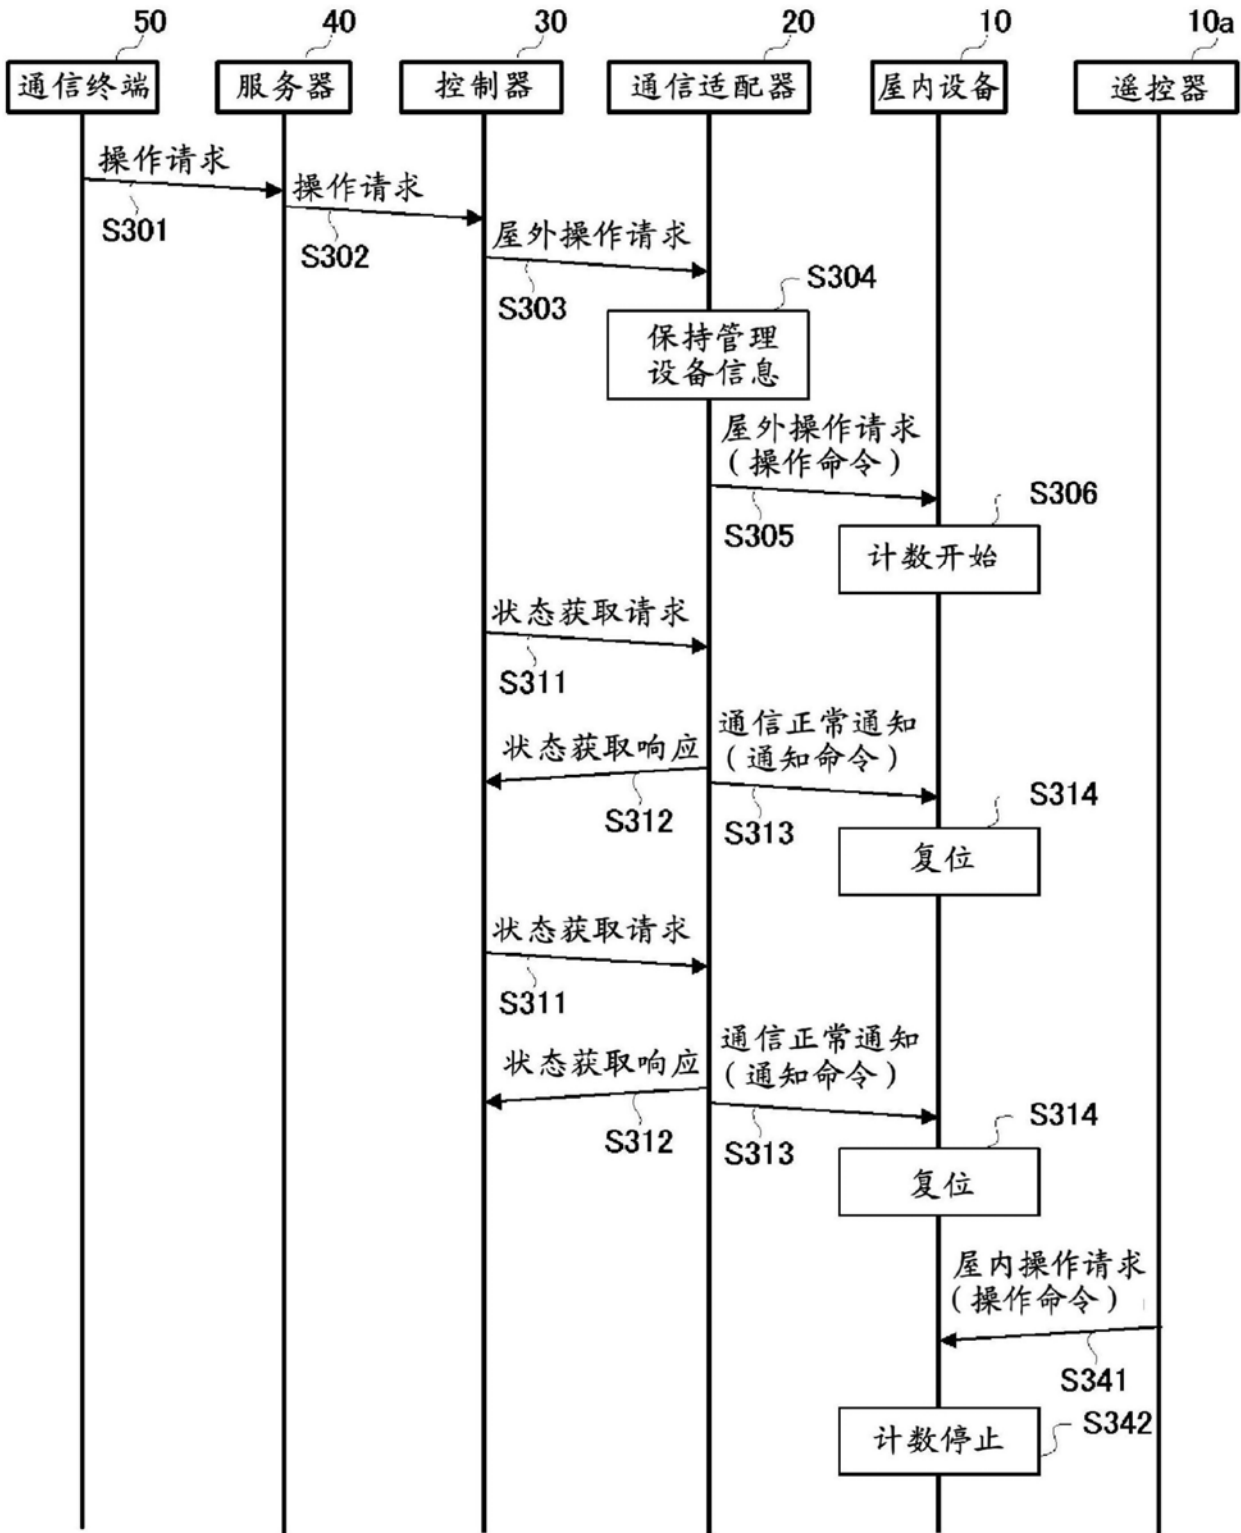 50
40
30
20
10
10a
通信终端
服务器
控制器
通信适配器
屋内设备
遥控器
操作请求
S301
操作请求
S302
屋外操作请求
S303
S304
保持管理
设备信息
屋外操作请求
(操作命令)
S305
S306
计数开始
状态获取请求
S311
状态获取响应
S312
通信正常通知
(通知命令)
S313
S314
复位
状态获取请求
S311
状态获取响应
S312
通信正常通知
(通知命令)
S313
S314
复位
屋内操作请求
(操作命令)
S341
S342
计数停止